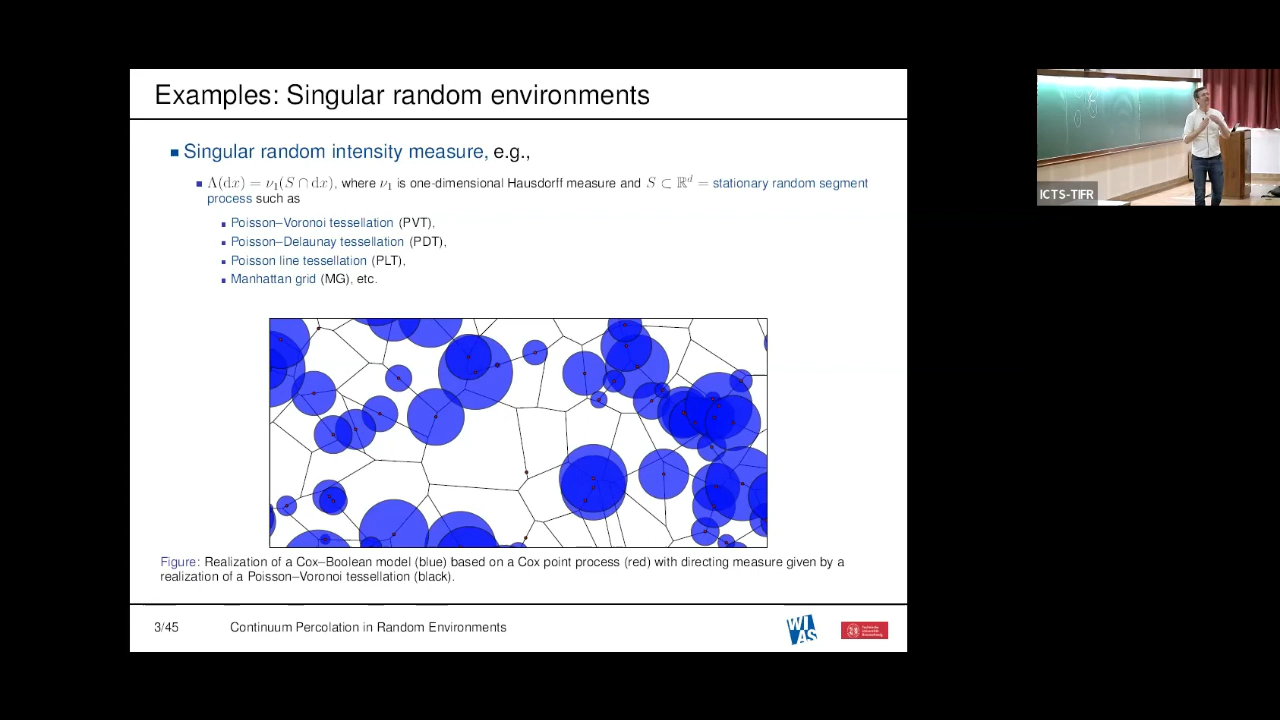 Examples: Singular random environments
Singular random intensity measure, e.g.,
Λ(dx) = ν₁(S ∩ dx), where ν₁ is one-dimensional Hausdorff measure and S ⊂ ℝᵈ = stationary random segment
process such as
Poisson–Voronoi tessellation (PVT),
Poisson–Delaunay tessellation (PDT),
Poisson line tessellation (PLT),
Manhattan grid (MG), etc.
Figure: Realization of a Cox–Boolean model (blue) based on a Cox point process (red) with directing measure given by a
realization of a Poisson–Voronoi tessellation (black).
3/45
Continuum Percolation in Random Environments
WIAS
ICTS-TIFR